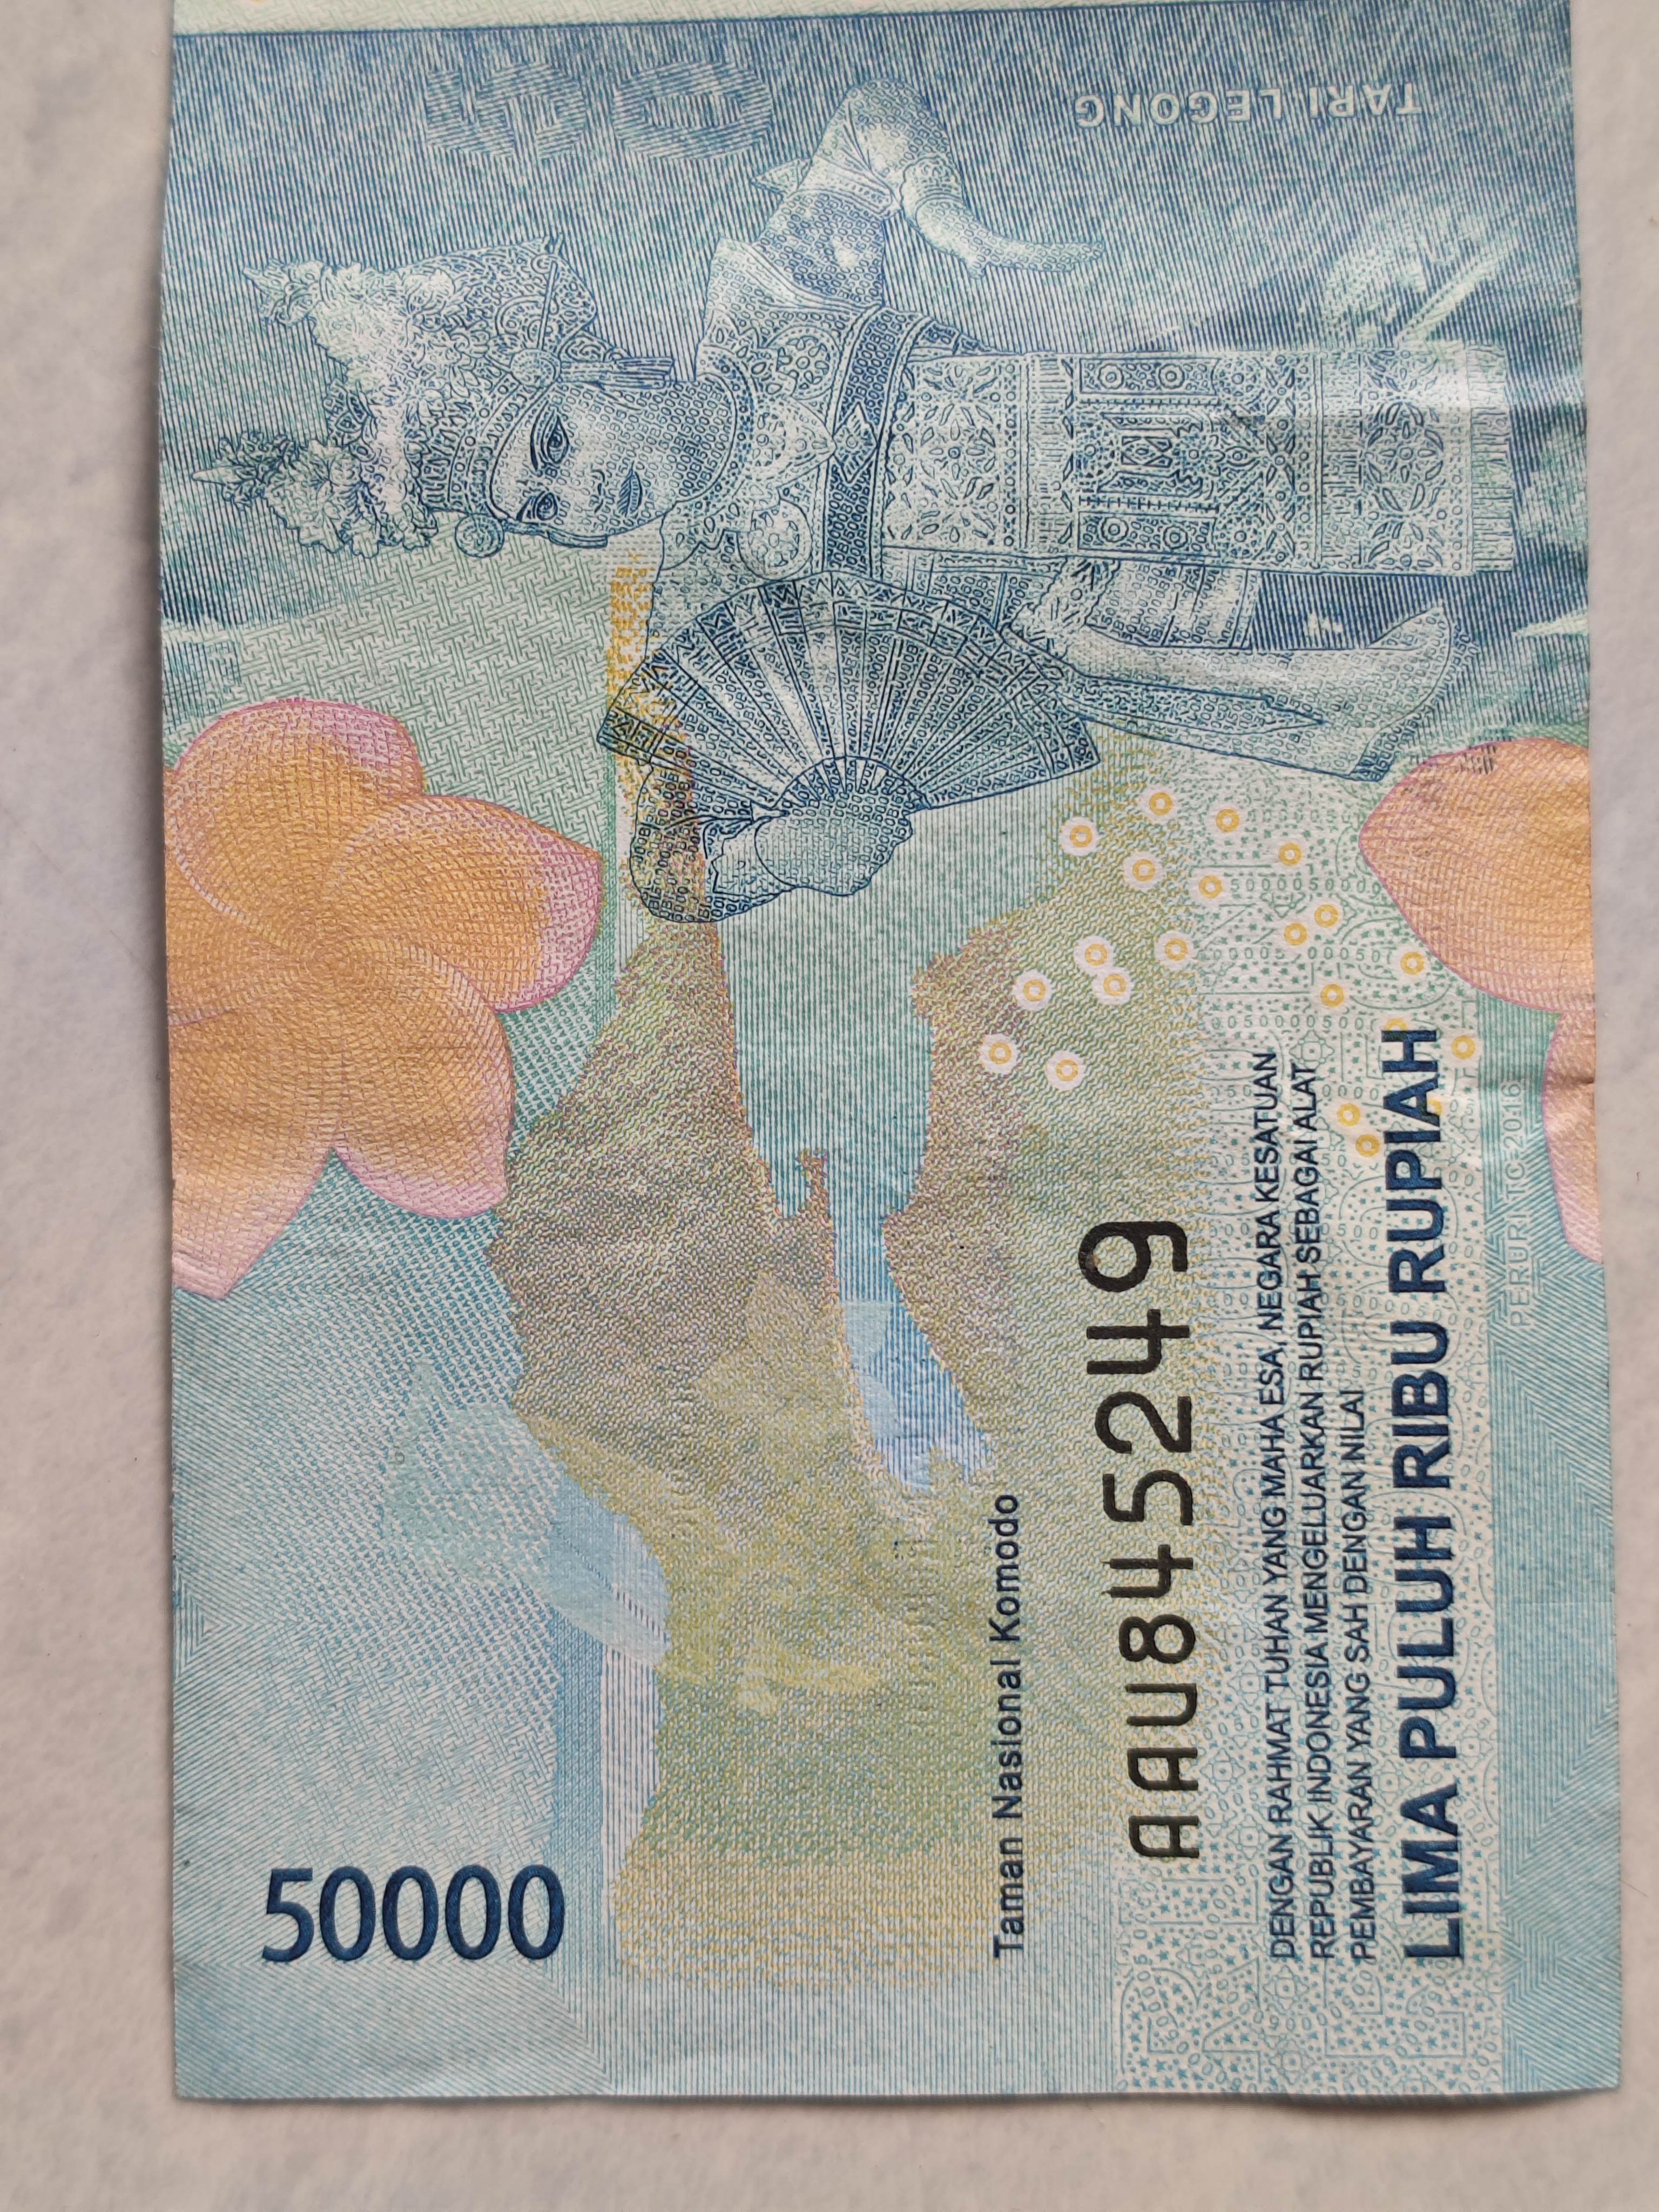 50000
Taman Nasional Komodo
AAU845249
DENGAN RAHMAT TUHAN YANG MAHA ESA, NEGARA KESATUAN
REPUBLIK INDONESIA MENGELUARKAN RUPIAH SEBAGAI ALAT
PEMBAYARAN YANG SAH DENGAN NILAI
LIMA PULUH RIBU RUPIAH
PERURI TC 2016
TARI LEGONG
50